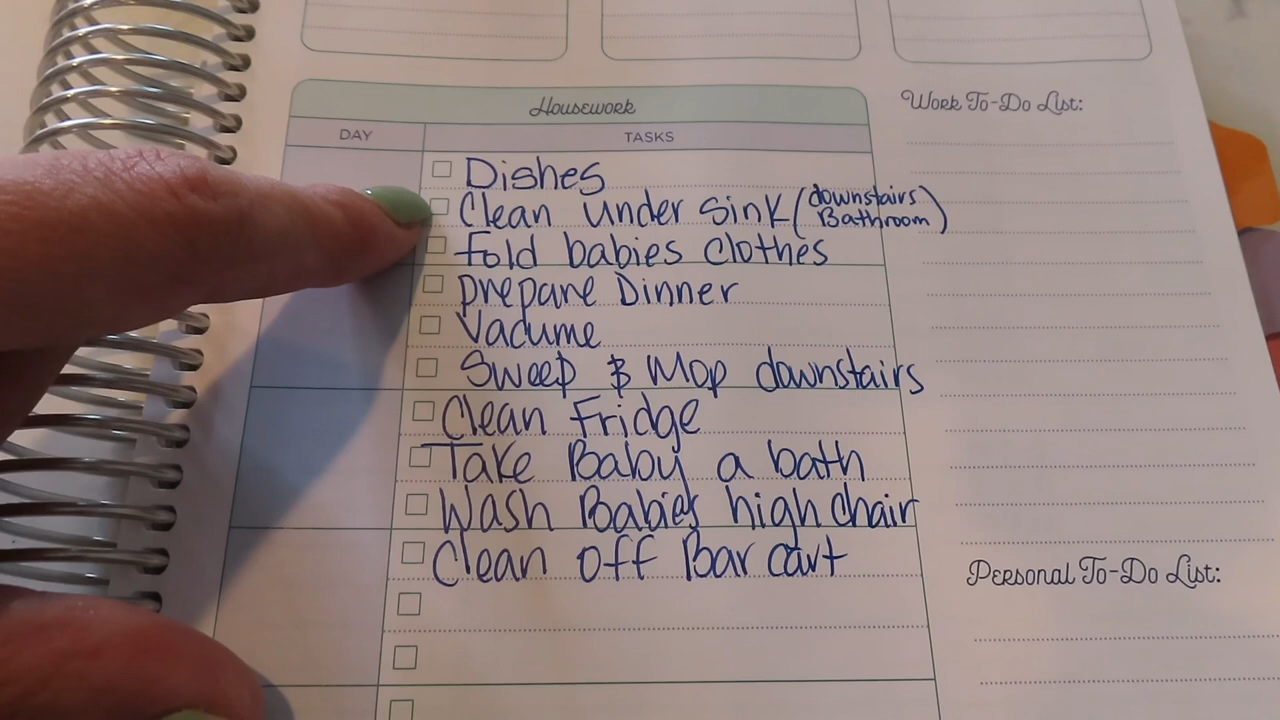 Housework
Work To-Do List:
DAY
TASKS
Dishes
Clean under sink (downstairs Bathroom)
fold babies clothes
prepare Dinner
Vacume
Sweep & Mop downstairs
Clean Fridge
Take Baby a bath
Wash Babies high chair
Clean off Bar cart
Personal To-Do List: